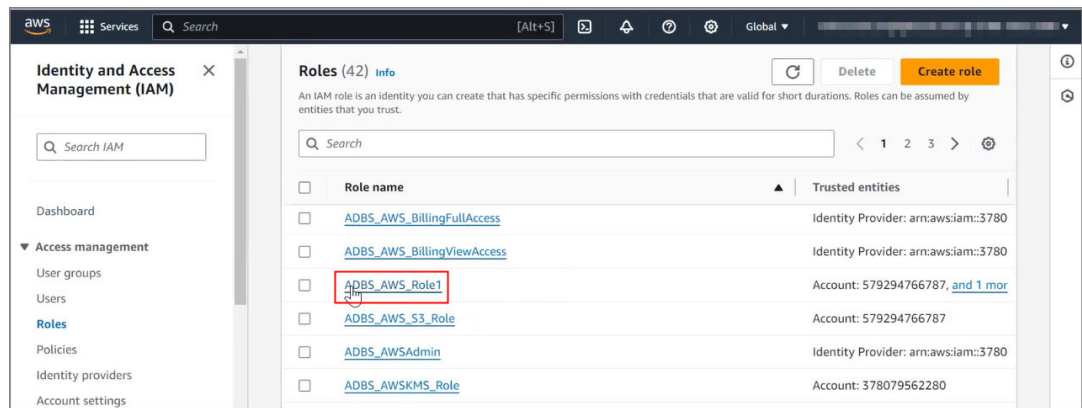 aws Services Search [Alt+S] Global
Identity and Access Management (IAM)
Search IAM
Dashboard
Access management
User groups
Users
Roles
Policies
Identity providers
Account settings
Roles (42) Info
Delete
Create role
An IAM role is an identity you can create that has specific permissions with credentials that are valid for short durations. Roles can be assumed by
entities that you trust.
Search
1 2 3
Role name Trusted entities
ADBS_AWS_BillingFullAccess Identity Provider: arn:aws:iam::3780
ADBS_AWS_BillingViewAccess Identity Provider: arn:aws:iam::3780
ADBS_AWS_Role1 Account: 579294766787, and 1 mor
ADBS_AWS_S3_Role Account: 579294766787
ADBS_AWSAdmin Identity Provider: arn:aws:iam::3780
ADBS_AWSKMS_Role Account: 378079562280